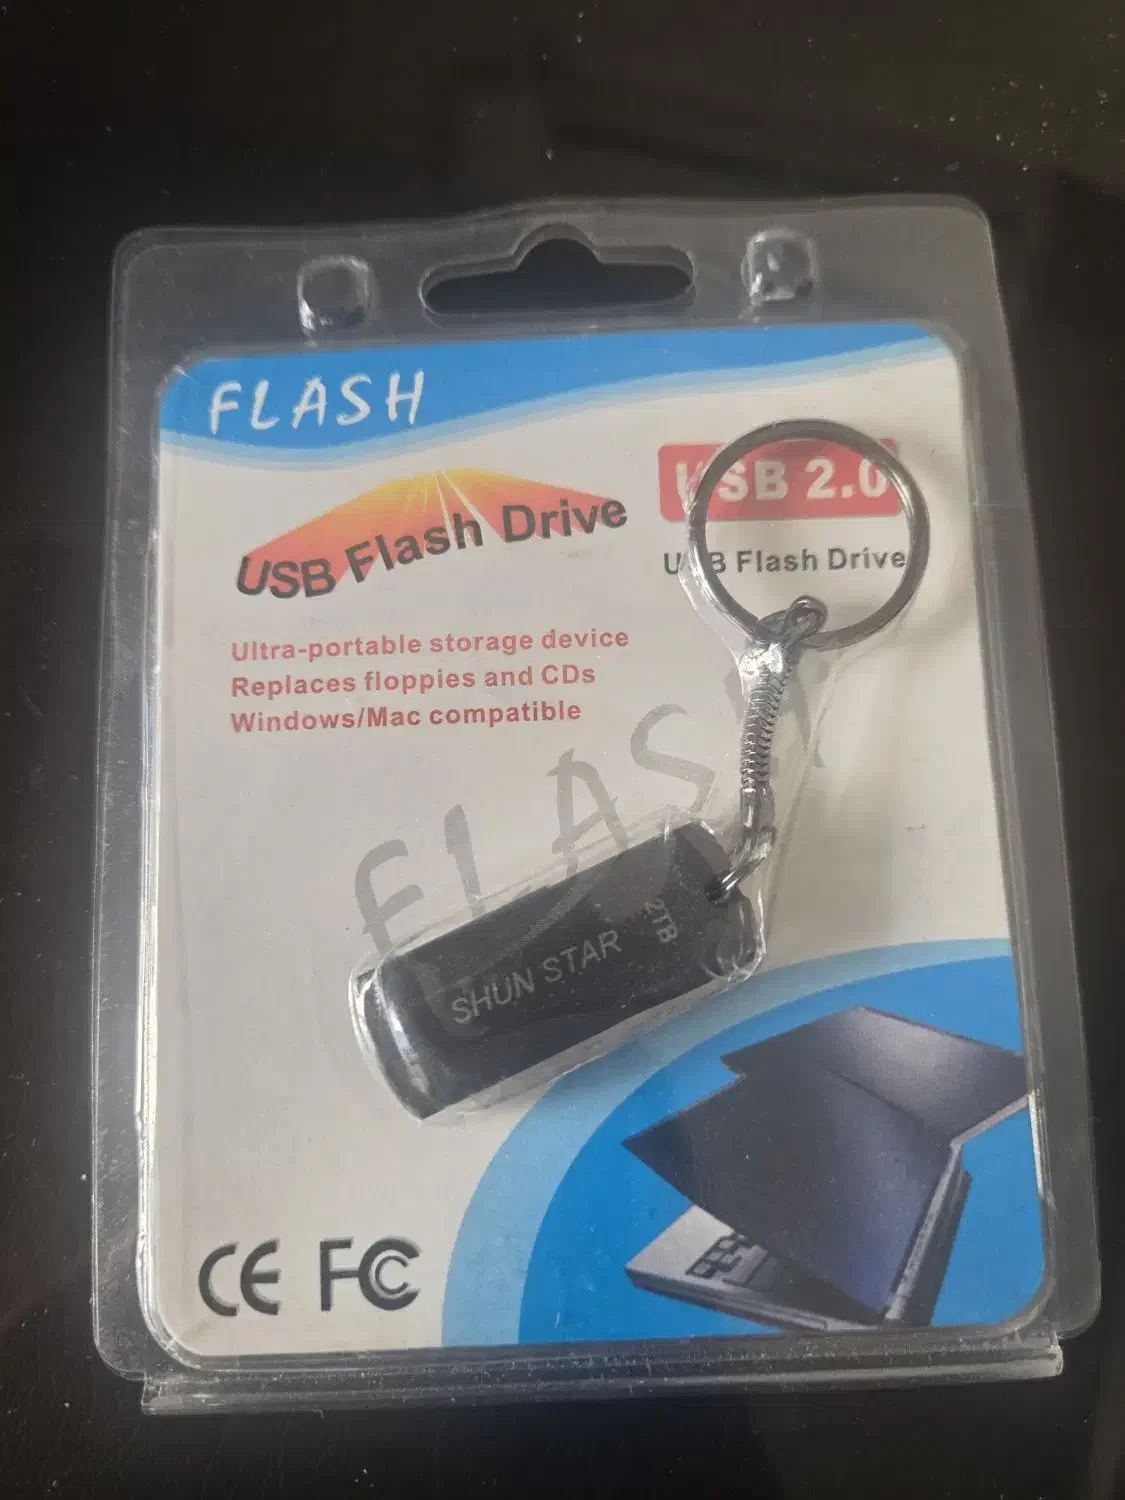 FLASH
USB Flash Drive
USB 2.0
USB Flash Drive
Ultra-portable storage device
Replaces floppies and CDs
Windows/Mac compatible
FLASH
SHUN STAR
2TB
CE FC